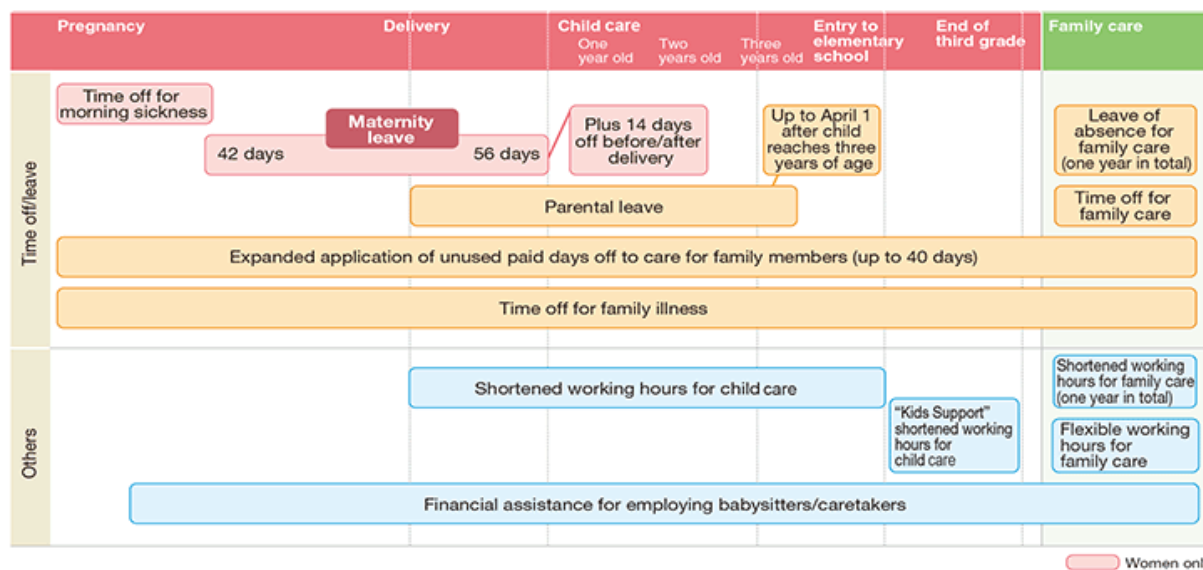 Pregnancy
Delivery
Child care
One
year old
Two
years old
Three
years old
Entry to
elementary
school
End of
third grade
Family care
Time off/leave
Time off for
morning sickness
Maternity
leave
42 days
56 days
Plus 14 days
off before/after
delivery
Up to April 1
after child
reaches three
years of age
Leave of
absence for
family care
(one year in total)
Parental leave
Time off for
family care
Expanded application of unused paid days off to care for family members (up to 40 days)
Time off for family illness
Others
Shortened working hours for child care
Shortened working
hours for family care
(one year in total)
“Kids Support”
shortened working
hours for
child care
Flexible working
hours for
family care
Financial assistance for employing babysitters/caretakers
Women onl